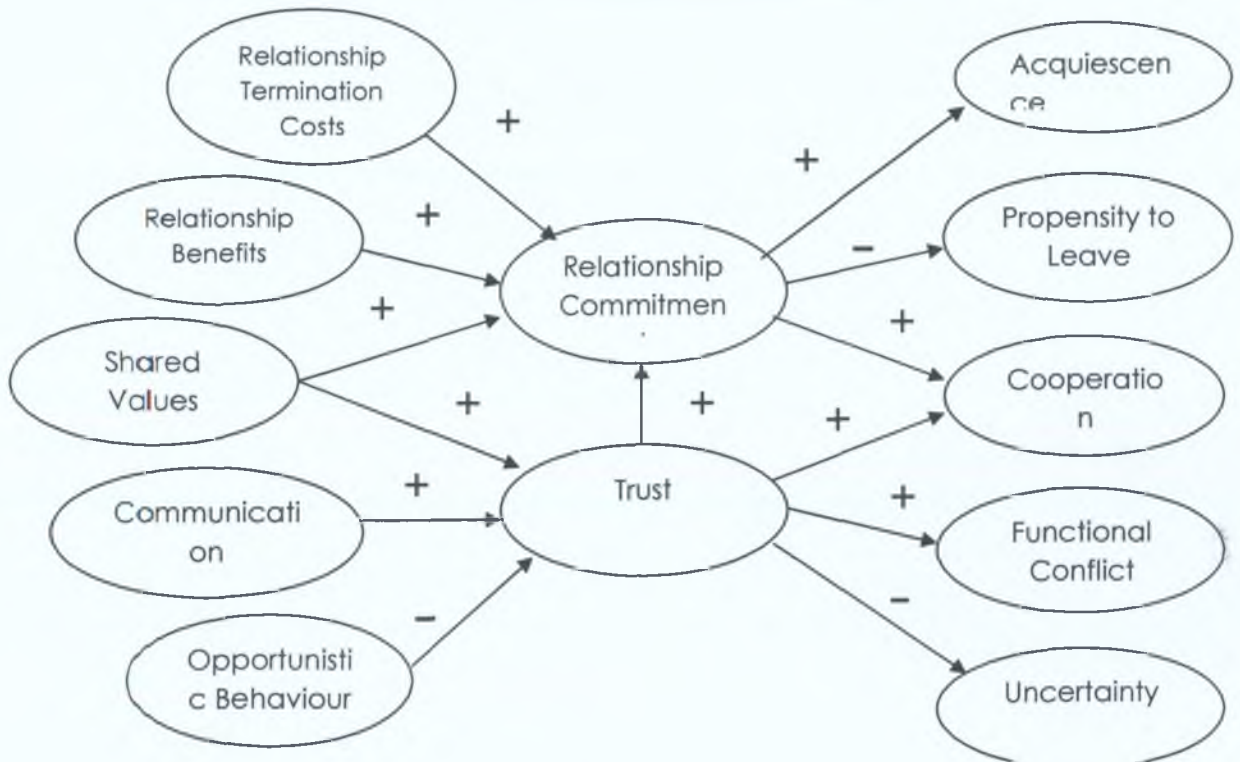 Relationship
Termination
Costs
+
Acquiescen
ce
+
Relationship
Benefits
+
Propensity to
Leave
−
Relationship
Commitmen
+
Shared
Values
+
+
+
Cooperatio
n
+
Trust
Communicati
on
+
+
Functional
Conflict
−
Opportunisti
c Behaviour
−
Uncertainty